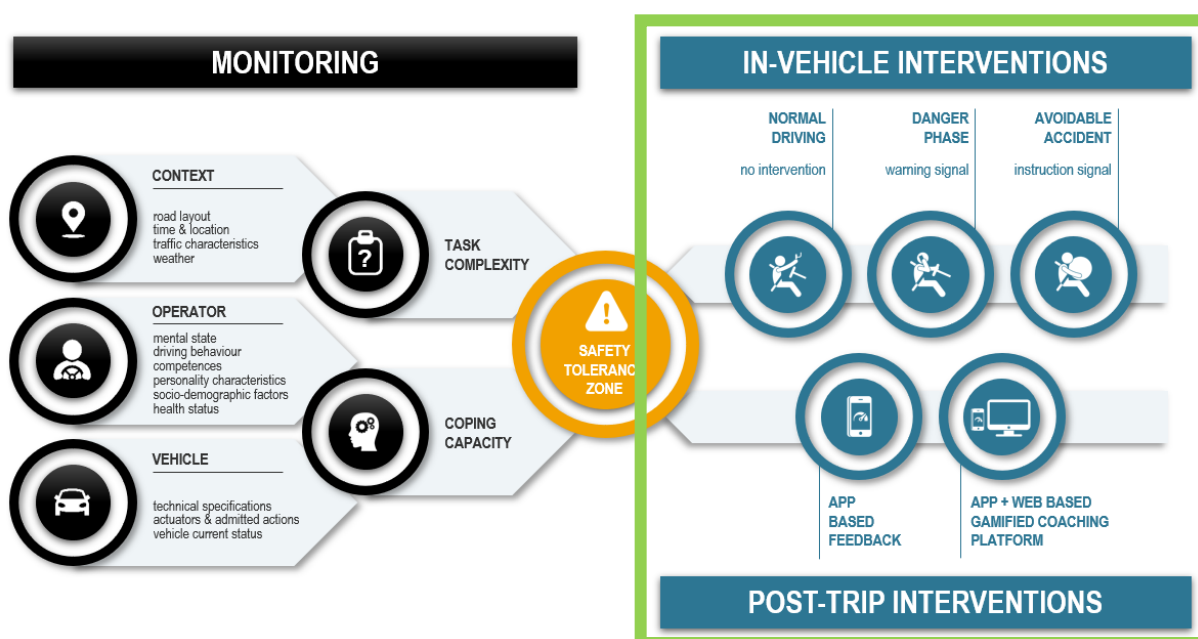 MONITORING
CONTEXT
road layout
time & location
traffic characteristics
weather
OPERATOR
mental state
driving behaviour
competences
personality characteristics
socio-demographic factors
health status
VEHICLE
technical specifications
actuators & admitted actions
vehicle current status
?
TASK
COMPLEXITY
COPING
CAPACITY
!
SAFETY
TOLERANC
ZONE
IN-VEHICLE INTERVENTIONS
NORMAL
DRIVING
no intervention
DANGER
PHASE
warning signal
AVOIDABLE
ACCIDENT
instruction signal
APP
BASED
FEEDBACK
APP + WEB BASED
GAMIFIED COACHING
PLATFORM
POST-TRIP INTERVENTIONS